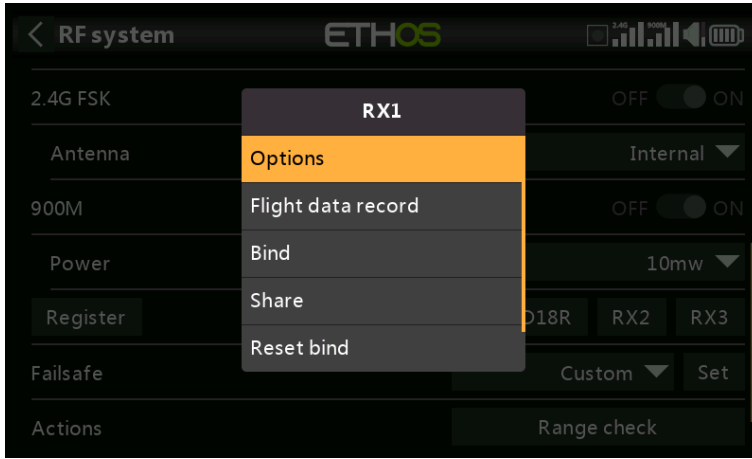 RF system
ETHOS
2.4G 900M
2.4G FSK
OFF ON
RX1
Antenna
Options
Internal
900M
Flight data record
OFF ON
Power
Bind
10mw
Register
Share
D18R RX2 RX3
Failsafe
Reset bind
Custom Set
Actions
Range check